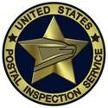 UNITED STATES
POSTAL INSPECTION SERVICE